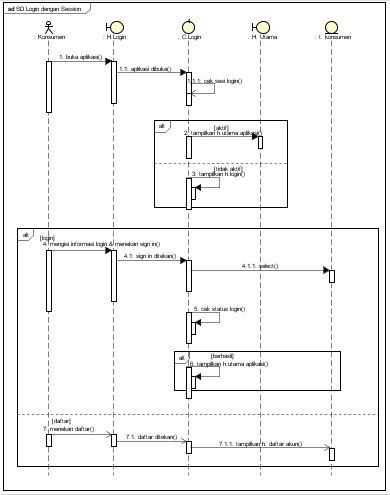 sd SD Login dengan Session
: Konsumen
: H.Login
: C.Login
: H. Utama
: t. konsumen
1. buka aplikasi()
1.1: aplikasi dibuka()
1.1.1: cek sesi login()
alt
[aktif]
2. tampilkan h.utama aplikasi()
[tidak aktif]
3. tampilkan h.login()
alt
[login]
4. mengisi informasi login & menekan sign in()
4.1: sign in ditekan()
4.1.1: select()
5. cek status login()
alt
[berhasil]
6. tampilkan h.utama aplikasi()
[daftar]
7. menekan daftar()
7.1. daftar ditekan()
7.1.1: tampilkan h. daftar akun()